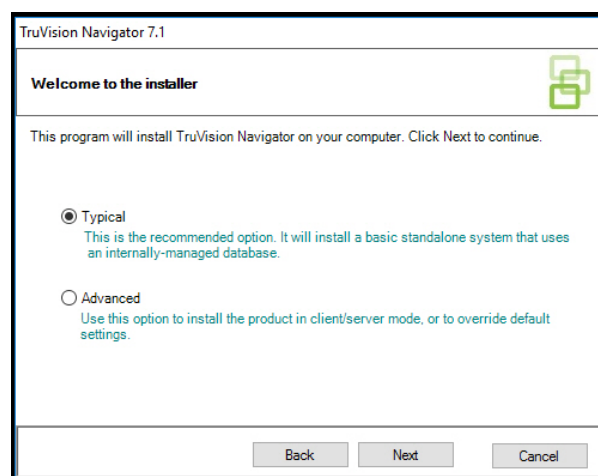 TruVision Navigator 7.1
Welcome to the installer
This program will install TruVision Navigator on your computer. Click Next to continue.
Typical
This is the recommended option. It will install a basic standalone system that uses
an internally-managed database.
Advanced
Use this option to install the product in client/server mode, or to override default
settings.
Back Next Cancel